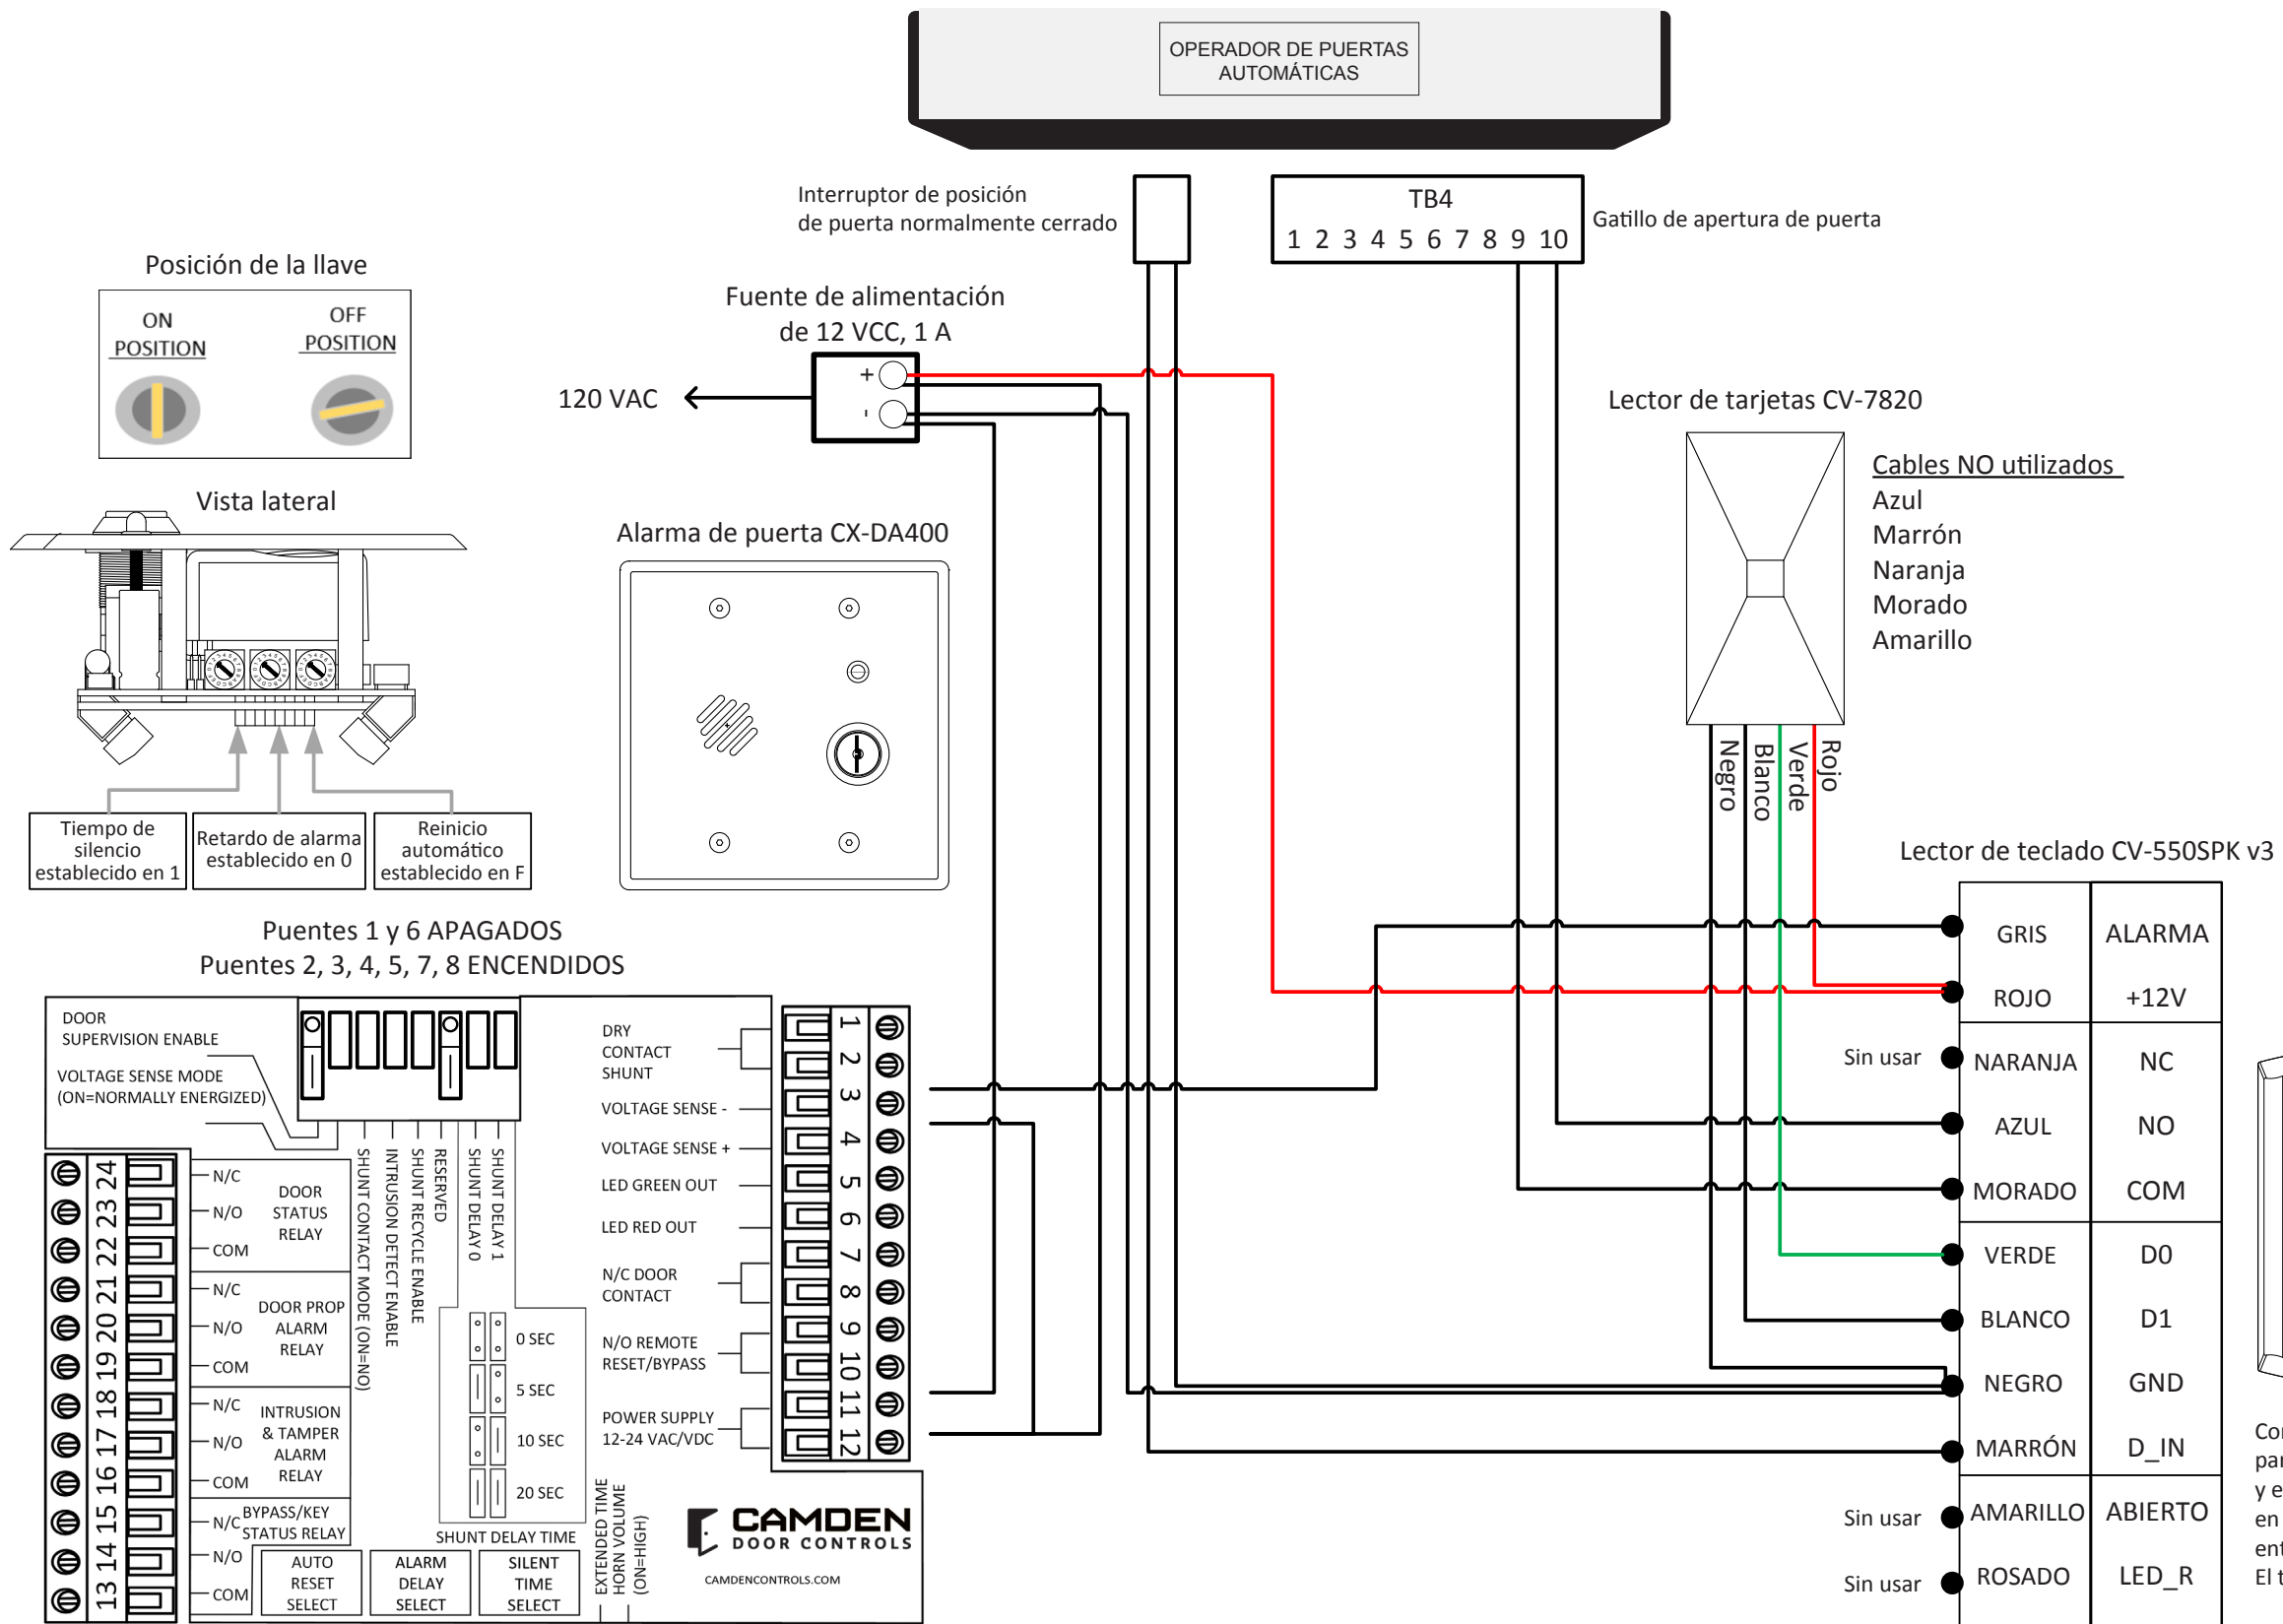 OPERADOR DE PUERTAS
AUTOMÁTICAS
Interruptor de posición
de puerta normalmente cerrado
TB4
1 2 3 4 5 6 7 8 9 10
Gatillo de apertura de puerta
Posición de la llave
ON
POSITION
OFF
POSITION
Fuente de alimentación
de 12 VCC, 1 A
+
-
120 VAC
Lector de tarjetas CV-7820
Cables NO utilizados
Azul
Marrón
Naranja
Morado
Amarillo
Negro
Blanco
Verde
Rojo
Vista lateral
Tiempo de
silencio
establecido en 1
Retardo de alarma
establecido en 0
Reinicio
automático
establecido en F
Alarma de puerta CX-DA400
Puentes 1 y 6 APAGADOS
Puentes 2, 3, 4, 5, 7, 8 ENCENDIDOS
DOOR
SUPERVISION ENABLE
VOLTAGE SENSE MODE
(ON=NORMALLY ENERGIZED)
SHUNT CONTACT MODE (ON=NO)
INTRUSION DETECT ENABLE
SHUNT RECYCLE ENABLE
RESERVED
SHUNT DELAY 0
SHUNT DELAY 1
24
23
22
21
20
19
18
17
16
15
14
13
N/C
N/O
COM
DOOR
STATUS
RELAY
N/C
N/O
COM
DOOR PROP
ALARM
RELAY
N/C
N/O
COM
INTRUSION
& TAMPER
ALARM
RELAY
N/C
N/O
COM
BYPASS/KEY
STATUS RELAY
AUTO
RESET
SELECT
ALARM
DELAY
SELECT
SILENT
TIME
SELECT
0 SEC
5 SEC
10 SEC
20 SEC
SHUNT DELAY TIME
EXTENDED TIME
HORN VOLUME
(ON=HIGH)
DRY
CONTACT
SHUNT
VOLTAGE SENSE -
VOLTAGE SENSE +
LED GREEN OUT
LED RED OUT
N/C DOOR
CONTACT
N/O REMOTE
RESET/BYPASS
POWER SUPPLY
12-24 VAC/VDC
1
2
3
4
5
6
7
8
9
10
11
12
CAMDEN
DOOR CONTROLS
CAMDENCONTROLS.COM
Lector de teclado CV-550SPK v3
GRIS ALARMA
ROJO +12V
Sin usar NARANJA NC
AZUL NO
MORADO COM
VERDE D0
BLANCO D1
NEGRO GND
MARRÓN D_IN
Sin usar AMARILLO ABIERTO
Sin usar ROSADO LED_R
y e
en
El t